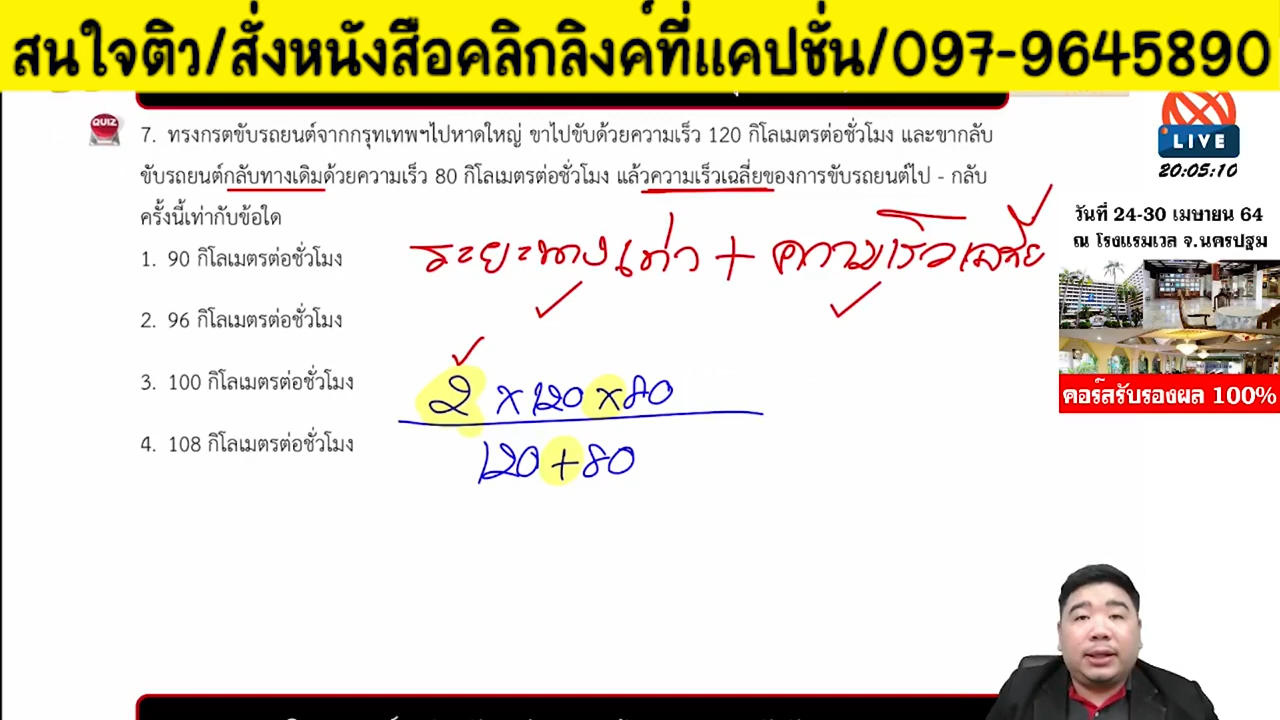 สนใจติว/สั่งหนังสือคลิกลิงค์ที่แคปชั่น/097-9645890
QUIZ
7. ทรงกรตขับรถยนต์จากกรุทเทพฯไปหาดใหญ่ ขาไปขับด้วยความเร็ว 120 กิโลเมตรต่อชั่วโมง และขากลับ
ขับรถยนต์กลับทางเดิมด้วยความเร็ว 80 กิโลเมตรต่อชั่วโมง แล้วความเร็วเฉลี่ยของการขับรถยนต์ไป - กลับ
ครั้งนี้เท่ากับข้อใด
1. 90 กิโลเมตรต่อชั่วโมง
2. 96 กิโลเมตรต่อชั่วโมง
3. 100 กิโลเมตรต่อชั่วโมง
4. 108 กิโลเมตรต่อชั่วโมง
ระยะทางเท่า + ความเร็วเฉลี่ย
2 x 120 x 80
120 + 80
LIVE
20:05:10
วันที่ 24-30 เมษายน 64
ณ โรงแรมเวล จ.นครปฐม
คอร์สรับรองผล 100%